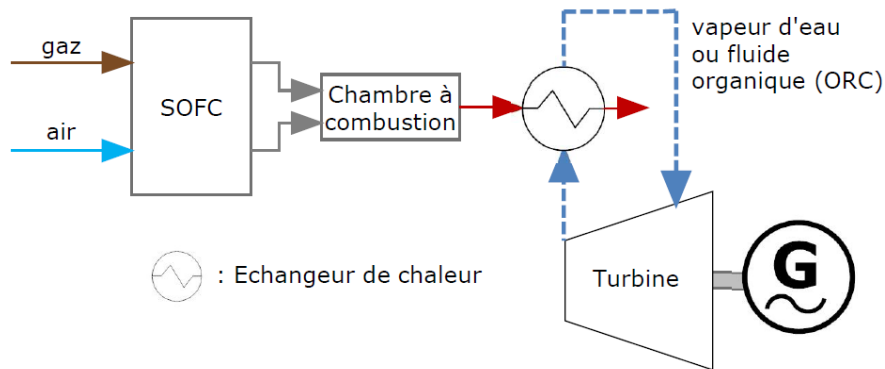 gaz
air
SOFC
Chambre à
combustion
vapeur d'eau
ou fluide
organique (ORC)
: Echangeur de chaleur
Turbine
G